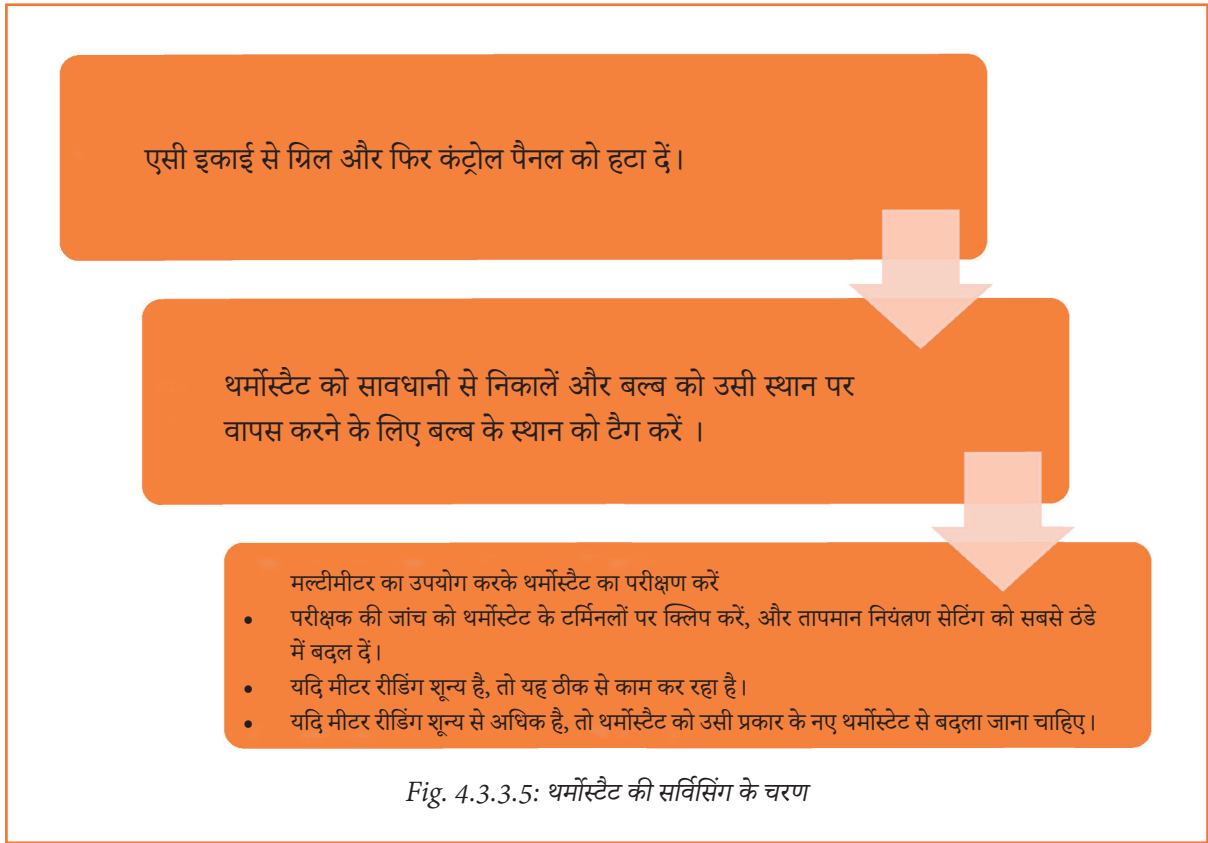 एसी इकाई से ग्रिल और फिर कंट्रोल पैनल को हटा दें।
थर्मोस्टैट को सावधानी से निकालें और बल्ब को उसी स्थान पर
वापस करने के लिए बल्ब के स्थान को टैग करें ।
मल्टीमीटर का उपयोग करके थर्मोस्टैट का परीक्षण करें
• परीक्षक की जांच को थर्मोस्टेट के टर्मिनलों पर क्लिप करें, और तापमान नियंत्रण सेटिंग को सबसे ठंडे
में बदल दें।
• यदि मीटर रीडिंग शून्य है, तो यह ठीक से काम कर रहा है।
• यदि मीटर रीडिंग शून्य से अधिक है, तो थर्मोस्टैट को उसी प्रकार के नए थर्मोस्टेट से बदला जाना चाहिए।
Fig. 4.3.3.5: थर्मोस्टैट की सर्विसिंग के चरण